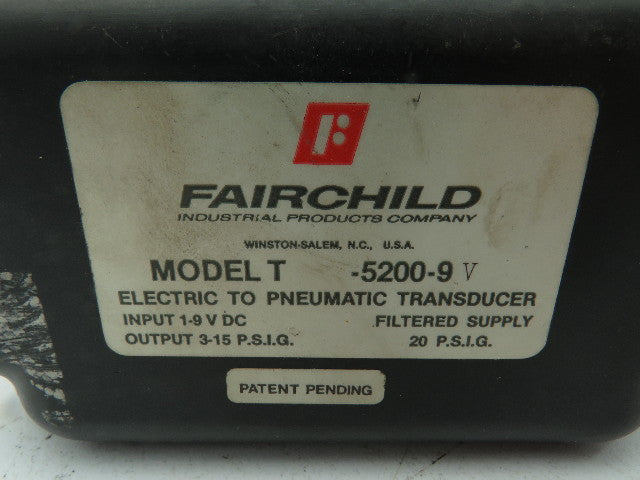 FAIRCHILD
INDUSTRIAL PRODUCTS COMPANY
WINSTON-SALEM, N.C., U.S.A.
MODEL T -5200-9 V
ELECTRIC TO PNEUMATIC TRANSDUCER
INPUT 1-9 V DC FILTERED SUPPLY
OUTPUT 3-15 P.S.I.G. 20 P.S.I.G.
PATENT PENDING